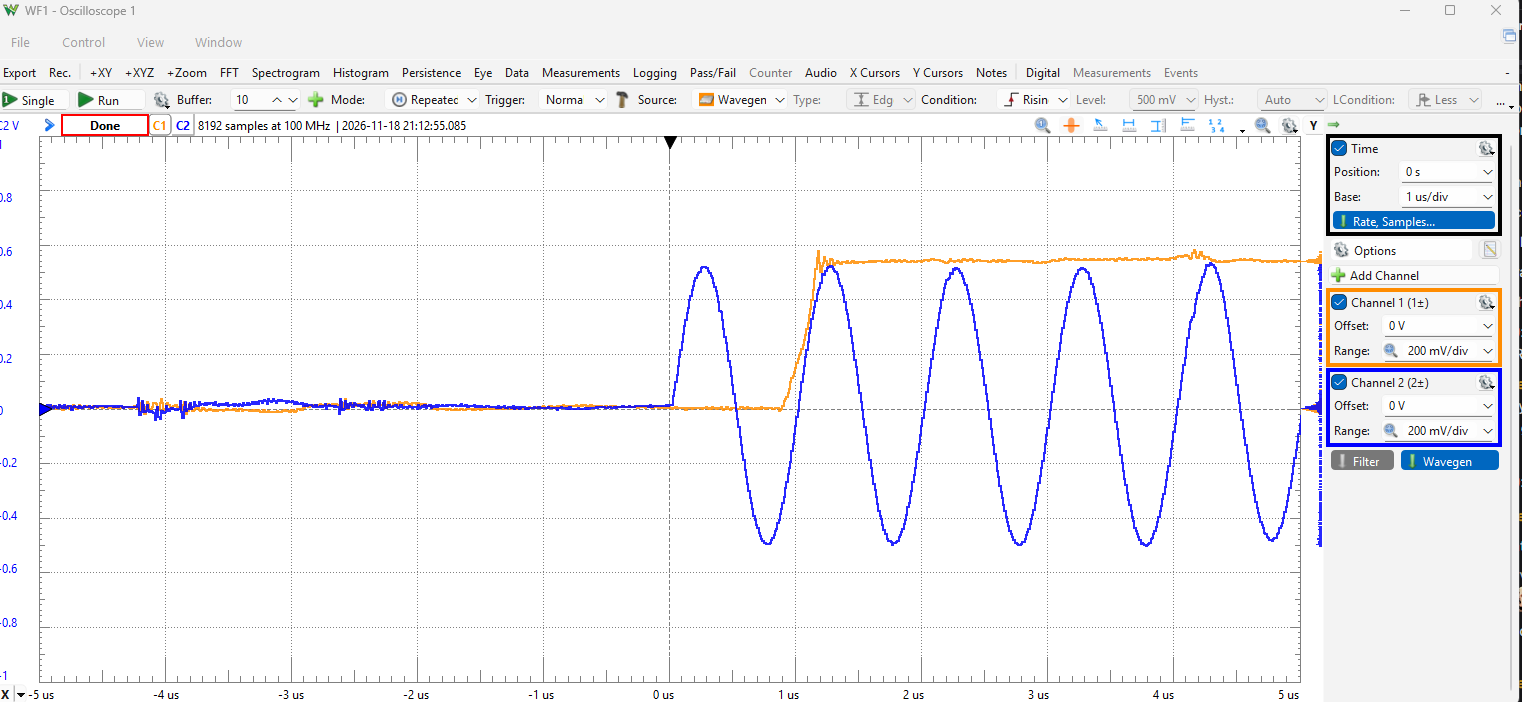 WF1 - Oscilloscope 1
File Control View Window
Export Rec. +XY +XYZ +Zoom FFT Spectrogram Histogram Persistence Eye Data Measurements Logging Pass/Fail Counter Audio X Cursors Y Cursors Notes Digital Measurements Events
Single Run Buffer: 10 Mode: Repeatec Trigger: Norma Source: Wavegen Type: Edg Condition: Risin Level: 500 mV Hyst.: Auto LCondition: Less ...
C2 V Done C1 C2 8192 samples at 100 MHz | 2026-11-18 21:12:55.085 Y
1
Time
0.8
Position: 0 s
Base: 1 us/div
Rate, Samples...
0.6
Options
Add Channel
0.4
Channel 1 (1±)
Offset: 0 V
0.2
Range: 200 mV/div
Channel 2 (2±)
0
Offset: 0 V
Range: 200 mV/div
-0.2
Filter Wavegen
-0.4
-0.6
-0.8
-1
X -5 us -4 us -3 us -2 us -1 us 0 us 1 us 2 us 3 us 4 us 5 us